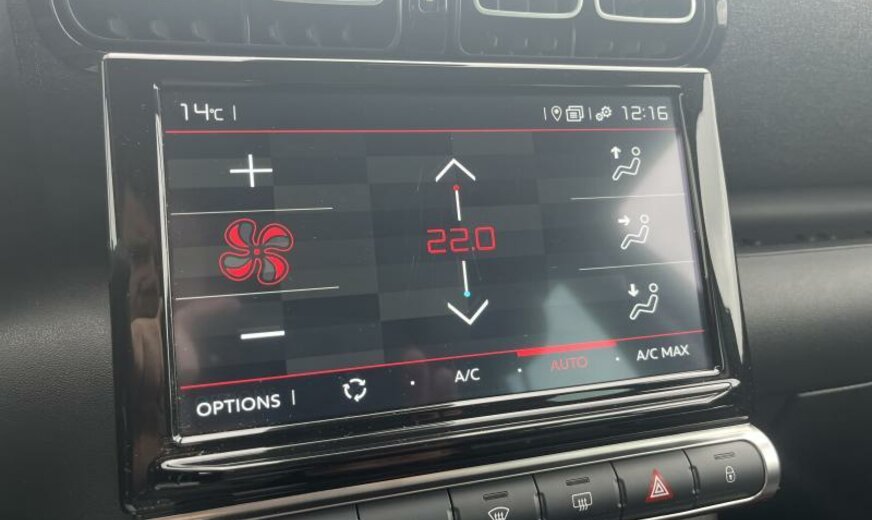 14°C 12:16
22.0
OPTIONS A/C AUTO A/C MAX